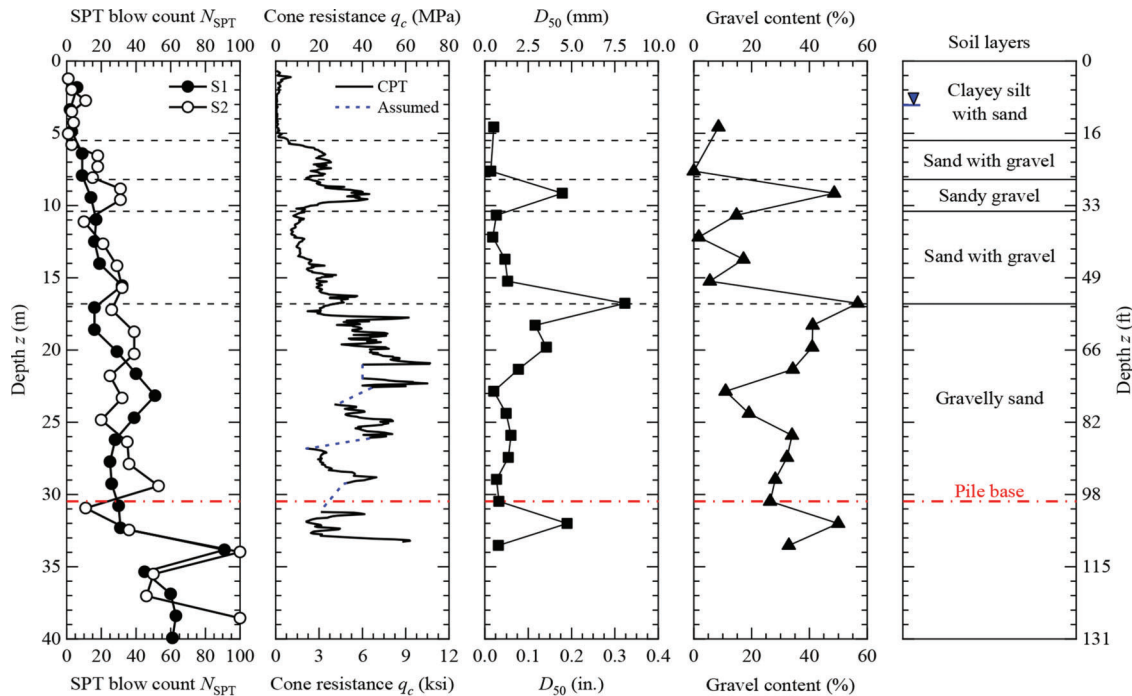 SPT blow count N_SPT
Cone resistance q_c (MPa)
D_50 (mm)
Gravel content (%)
Soil layers
0 20 40 60 80 100
0 20 40 60 80
0.0 2.5 5.0 7.5 10.0
0 20 40 60
S1
S2
CPT
Assumed
Depth z (m)
0
5
10
15
20
25
30
35
40
Clayey silt
with sand
Sand with gravel
Sandy gravel
Sand with gravel
Gravelly sand
Pile base
0
16
33
49
66
82
98
115
131
Depth z (ft)
0 20 40 60 80 100
0 3 6 9 12
0.0 0.1 0.2 0.3 0.4
0 20 40 60
SPT blow count N_SPT
Cone resistance q_c (ksi)
D_50 (in.)
Gravel content (%)